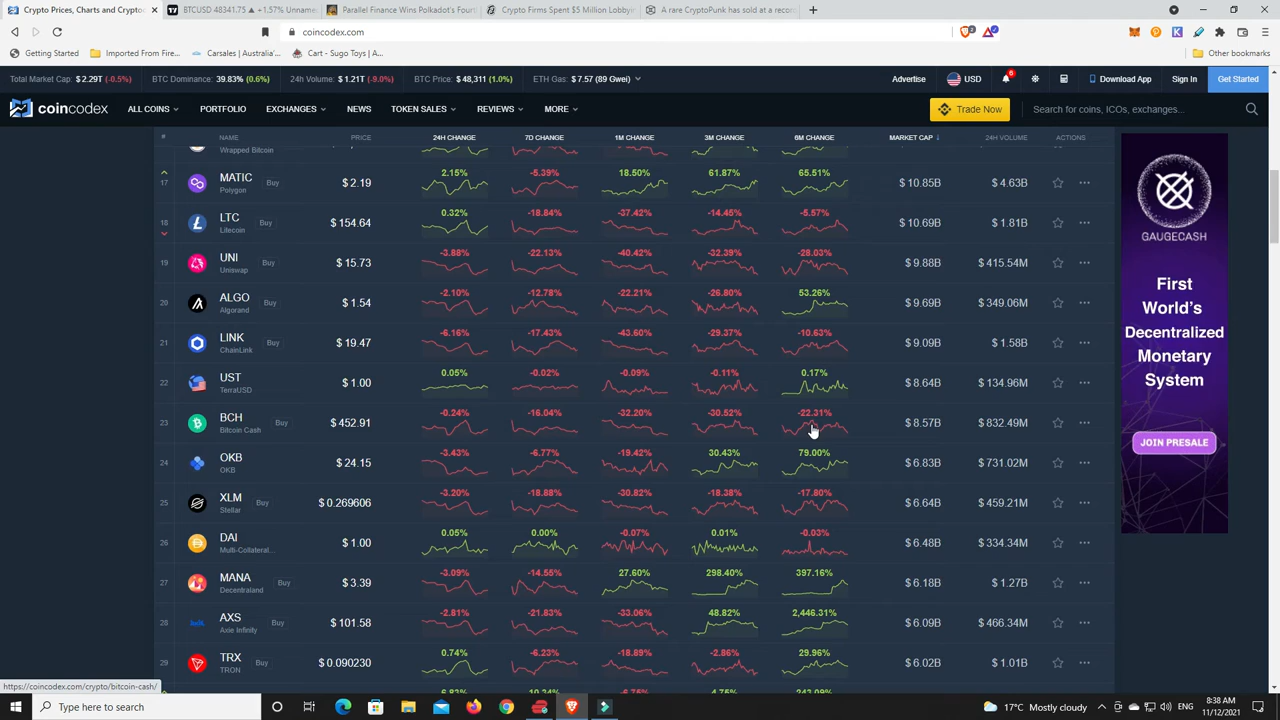 Crypto Prices, Charts and Crypto
BTCUSD 48341.75 ▲ +1.57% Unname
Parallel Finance Wins Polkadot's Fourt
Crypto Firms Spent $5 Million Lobbyin
A rare CryptoPunk has sold at a record
coincodex.com
Getting Started
Imported From Fire...
Carsales | Australia'...
Cart - Sugo Toys | A...
Other bookmarks
Total Market Cap: $ 2.29T (-0.5%)
BTC Dominance: 39.83% (0.6%)
24h Volume: $ 1.21T (-9.0%)
BTC Price: $ 48,311 (1.0%)
ETH Gas: $ 7.57 (89 Gwei)
Advertise
USD
6
Download App
Sign In
Get Started
coincodex
ALL COINS
PORTFOLIO
EXCHANGES
NEWS
TOKEN SALES
REVIEWS
MORE
Trade Now
Search for coins, ICOs, exchanges...
# NAME PRICE 24H CHANGE 7D CHANGE 1M CHANGE 3M CHANGE 6M CHANGE MARKET CAP ↓ 24H VOLUME ACTIONS
Wrapped Bitcoin
17 MATIC Polygon Buy $ 2.19 2.15% -5.39% 18.50% 61.87% 65.51% $ 10.85B $ 4.63B
18 LTC Litecoin Buy $ 154.64 0.32% -18.84% -37.42% -14.45% -5.57% $ 10.69B $ 1.81B
19 UNI Uniswap Buy $ 15.73 -3.88% -22.13% -40.42% -32.39% -28.03% $ 9.88B $ 415.54M
20 ALGO Algorand Buy $ 1.54 -2.10% -12.78% -22.21% -26.80% 53.26% $ 9.69B $ 349.06M
21 LINK ChainLink Buy $ 19.47 -6.16% -17.43% -43.60% -29.37% -10.63% $ 9.09B $ 1.58B
22 UST TerraUSD $ 1.00 0.05% -0.02% -0.09% -0.11% 0.17% $ 8.64B $ 134.96M
23 BCH Bitcoin Cash Buy $ 452.91 -0.24% -16.04% -32.20% -30.52% -22.31% $ 8.57B $ 832.49M
24 OKB OKB $ 24.15 -3.43% -6.77% -19.42% 30.43% 79.00% $ 6.83B $ 731.02M
25 XLM Stellar Buy $ 0.269606 -3.20% -18.88% -30.82% -18.38% -17.80% $ 6.64B $ 459.21M
26 DAI Multi-Collateral... $ 1.00 0.05% 0.00% -0.07% 0.01% -0.03% $ 6.48B $ 334.34M
27 MANA Decentraland Buy $ 3.39 -3.09% -14.55% 27.60% 298.40% 397.16% $ 6.18B $ 1.27B
28 AXS Axie Infinity Buy $ 101.58 -2.81% -21.83% -33.06% 48.82% 2,446.31% $ 6.09B $ 466.34M
29 TRX TRON Buy $ 0.090230 0.74% -6.23% -18.89% -2.86% 29.96% $ 6.02B $ 1.01B
GAUGECASH
First
World's
Decentralized
Monetary
System
JOIN PRESALE
https://coincodex.com/crypto/bitcoin-cash/
Type here to search
17°C Mostly cloudy
ENG
8:38 AM
11/12/2021